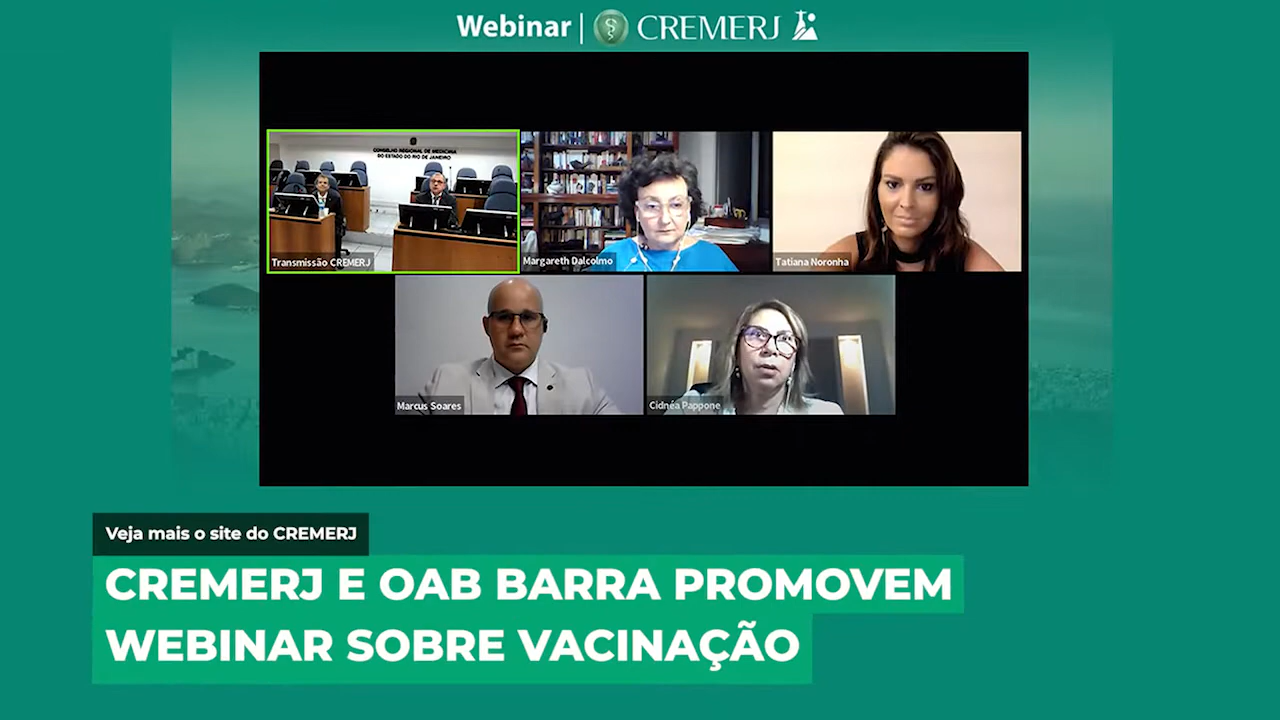 Webinar | CREMERJ
CONSELHO REGIONAL DE MEDICINA
DO ESTADO DO RIO DE JANEIRO
Transmissão CREMERJ
Margareth Dalcolmo
Tatiana Noronha
Marcus Soares
Cidnéa Pappone
Veja mais o site do CREMERJ
CREMERJ E OAB BARRA PROMOVEM
WEBINAR SOBRE VACINAÇÃO